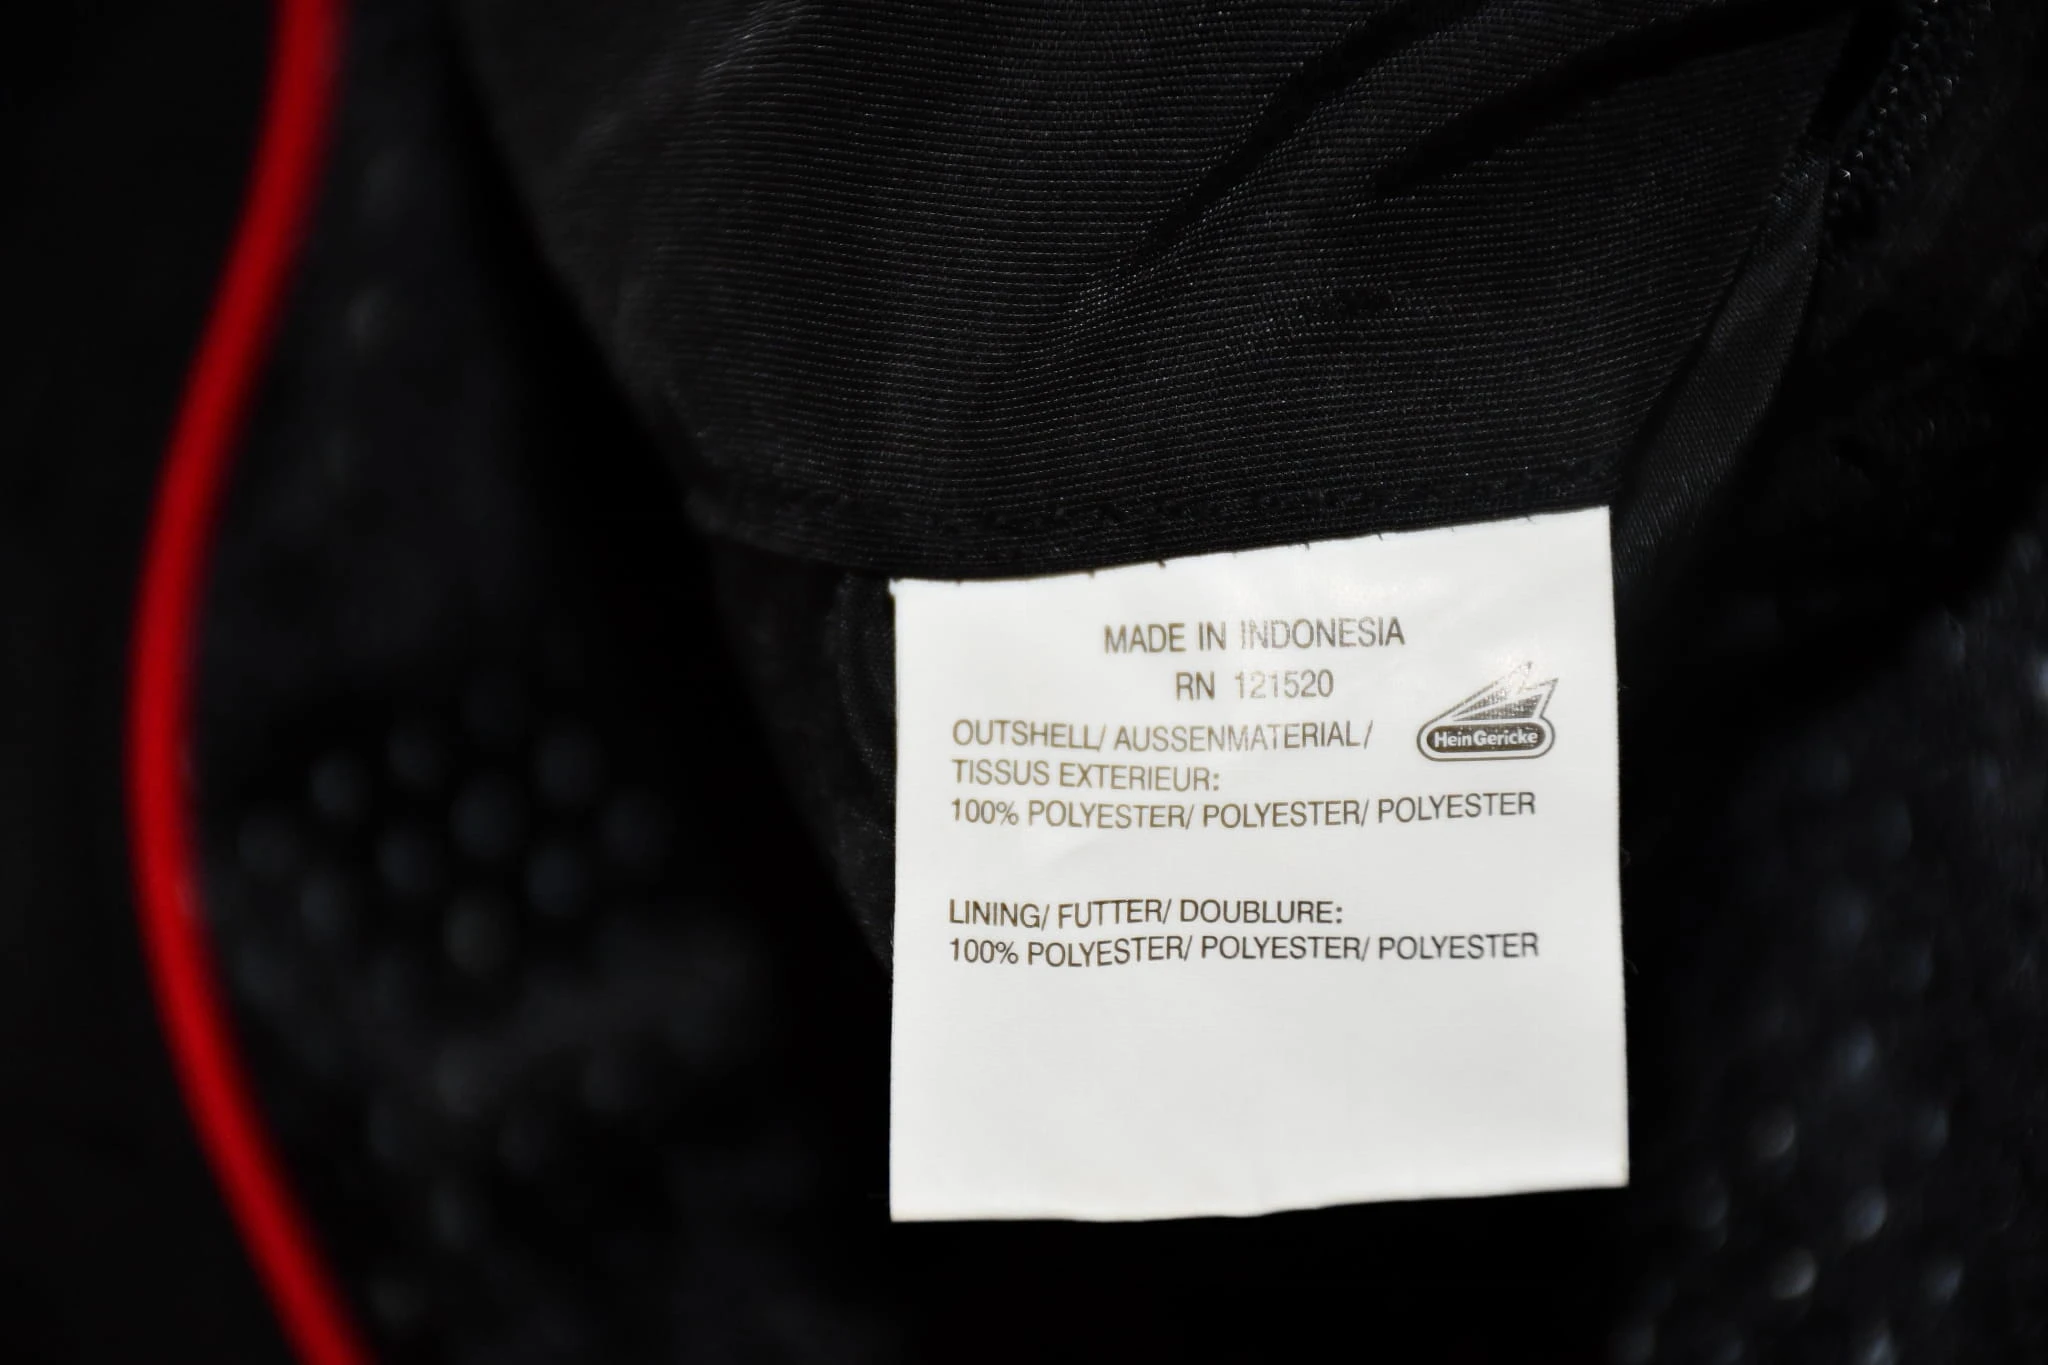 MADE IN INDONESIA
RN 121520
OUTSHELL/ AUSSENMATERIAL/
HeinGericke
TISSUS EXTERIEUR:
100% POLYESTER/ POLYESTER/ POLYESTER
LINING/ FUTTER/ DOUBLURE:
100% POLYESTER/ POLYESTER/ POLYESTER